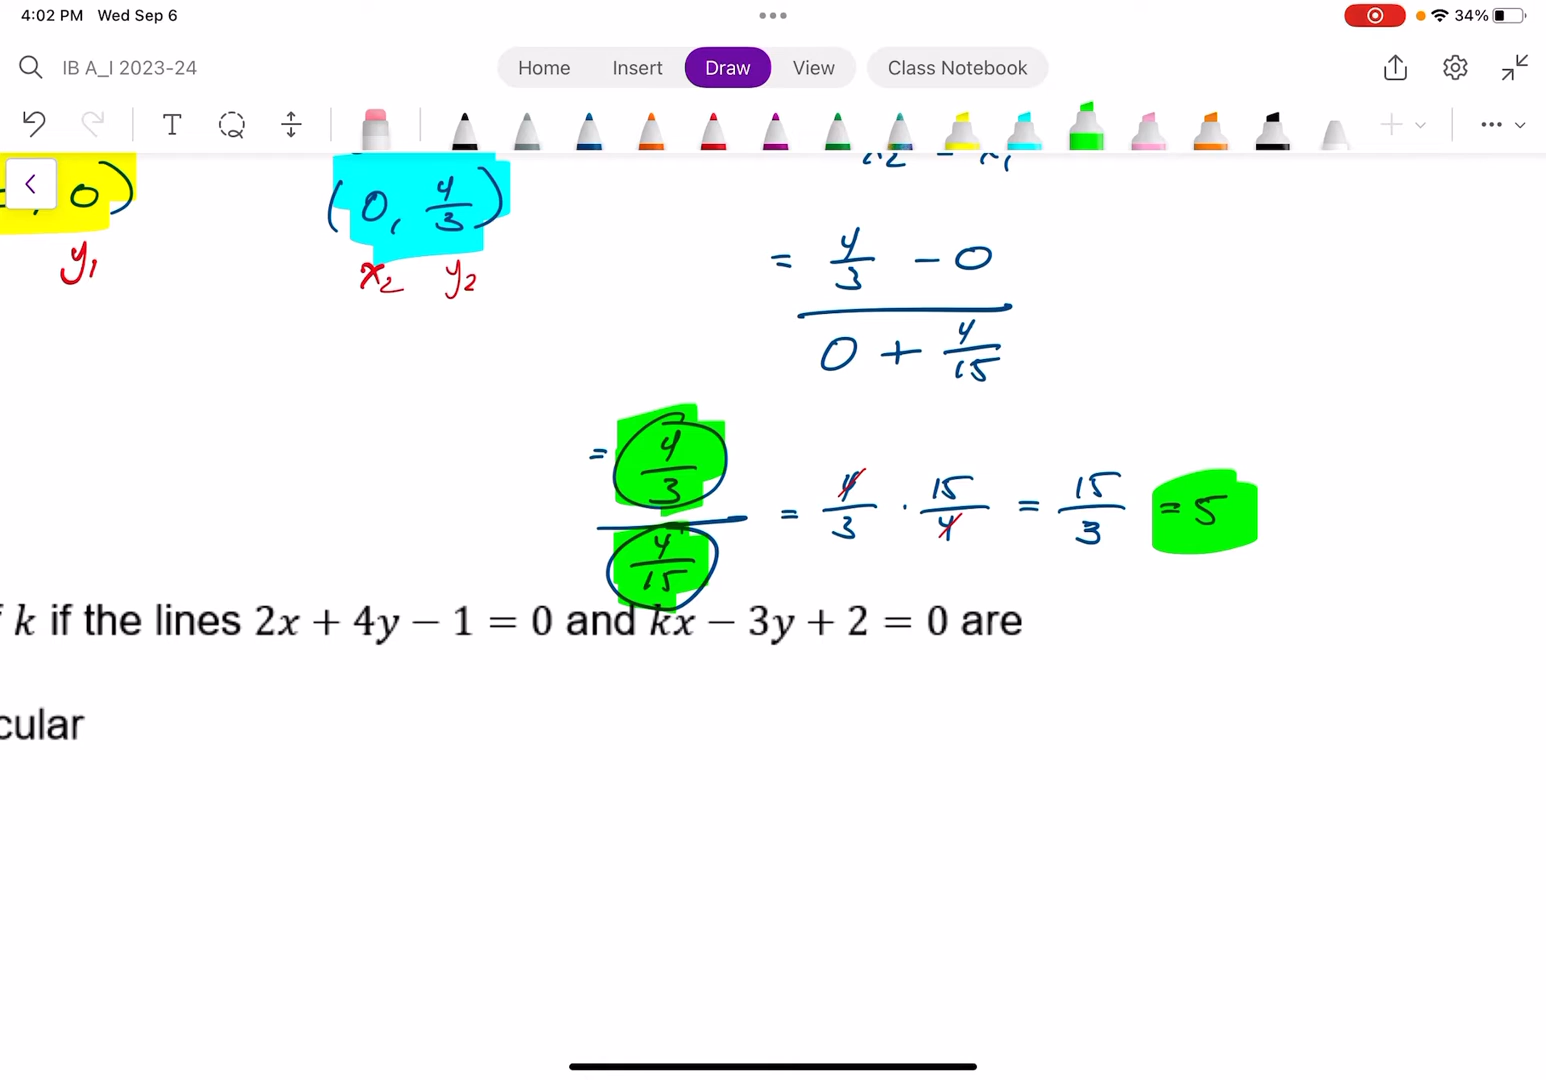 4:02 PM Wed Sep 6
34%
IB A_I 2023-24
Home Insert Draw View Class Notebook
T
x2 - x1
, 0)
(0, 4/3)
y1
x2 y2
= 4/3 - 0
0 + 4/15
= 4/3
4/15
= 4/3 · 15/4 = 15/3 = 5
k if the lines 2x + 4y − 1 = 0 and kx − 3y + 2 = 0 are
cular